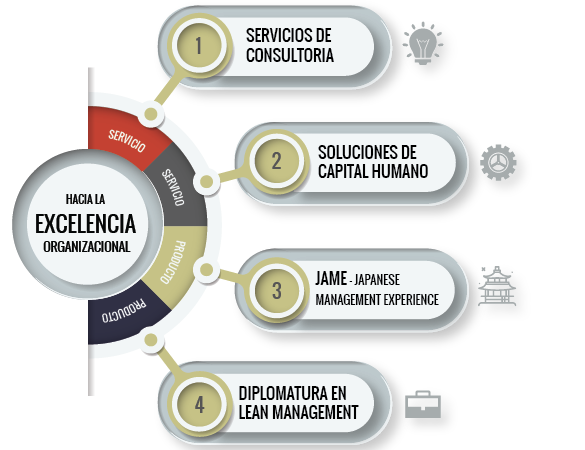 1
SERVICIOS DE
CONSULTORIA
SERVICIO
SERVICIO
2
SOLUCIONES DE
CAPITAL HUMANO
HACIA LA
EXCELENCIA
ORGANIZACIONAL
PRODUCTO
3
JAME - JAPANESE
MANAGEMENT EXPERIENCE
PRODUCTO
4
DIPLOMATURA EN
LEAN MANAGEMENT